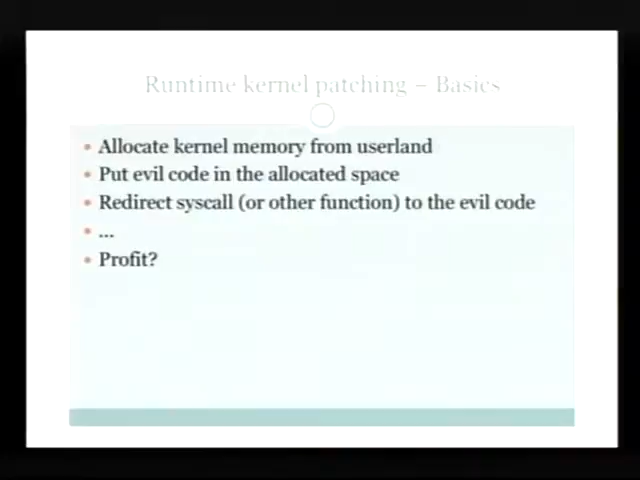 Runtime kernel patching – Basics
• Allocate kernel memory from userland
• Put evil code in the allocated space
• Redirect syscall (or other function) to the evil code
• ...
• Profit?